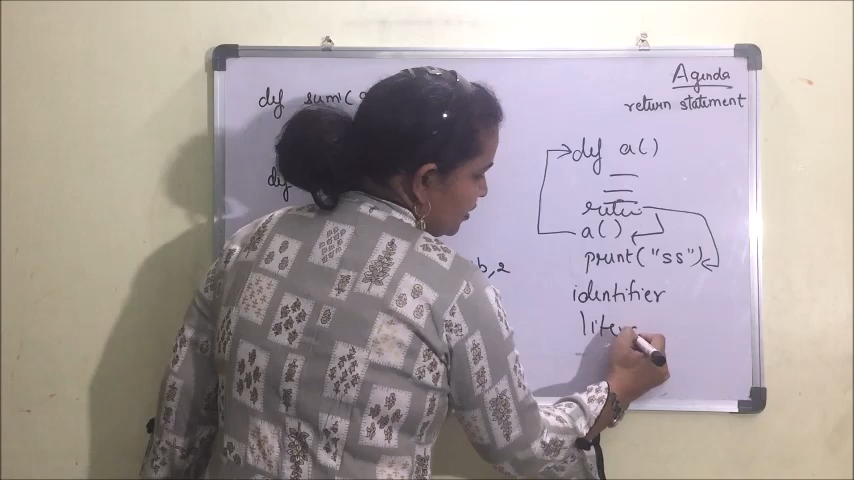 Agenda
return statement
def sum(
def
b, 2
def a()
return
a()
print("ss")
identifier
liter